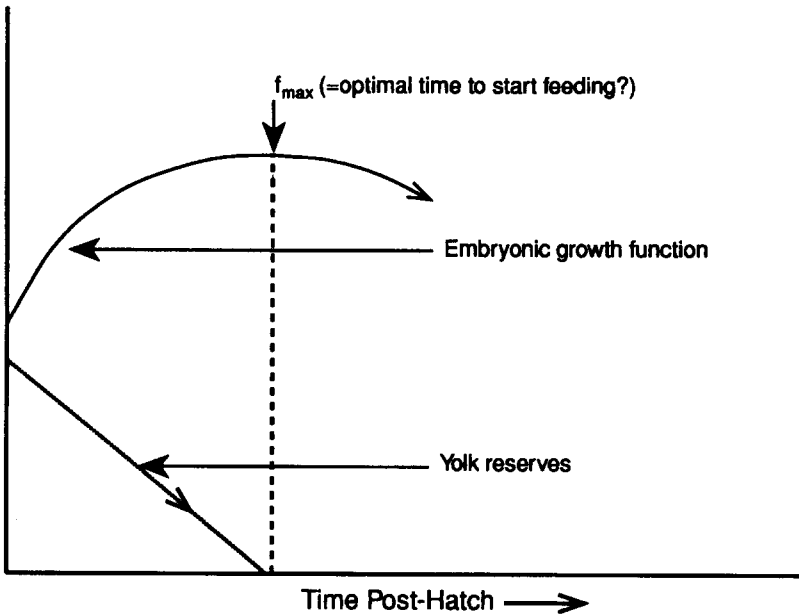 fmax (=optimal time to start feeding?)
Embryonic growth function
Yolk reserves
Time Post-Hatch